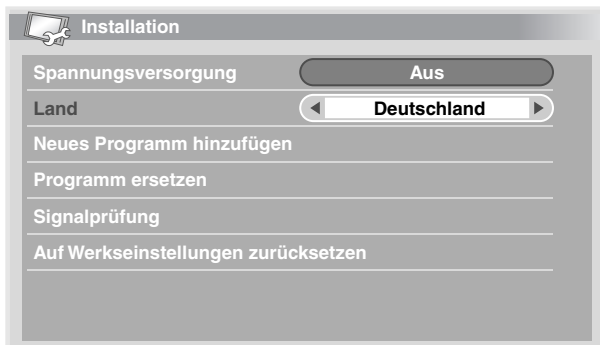 Installation
Spannungsversorgung Aus
Land Deutschland
Neues Programm hinzufügen
Programm ersetzen
Signalprüfung
Auf Werkseinstellungen zurücksetzen